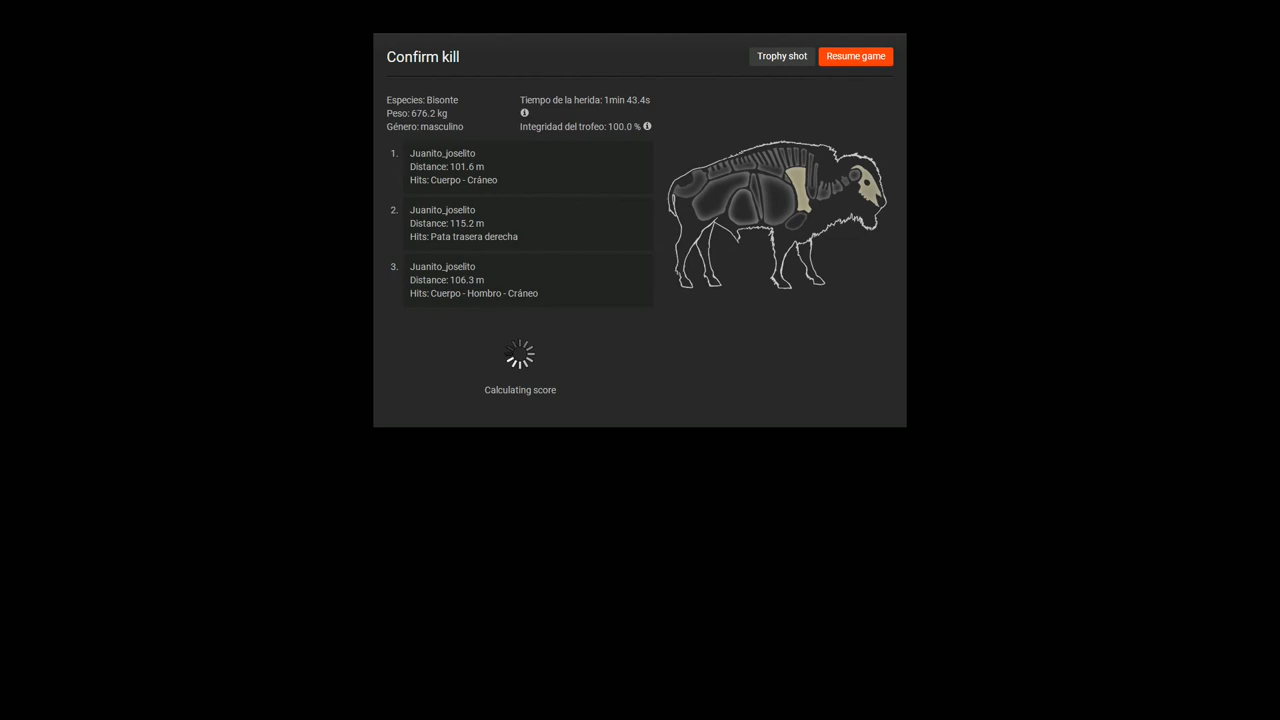 Confirm kill
Trophy shot
Resume game
Especies: Bisonte
Peso: 676.2 kg
Género: masculino
Tiempo de la herida: 1min 43.4s
Integridad del trofeo: 100.0 %
1.
Juanito_joselito
Distance: 101.6 m
Hits: Cuerpo - Cráneo
2.
Juanito_joselito
Distance: 115.2 m
Hits: Pata trasera derecha
3.
Juanito_joselito
Distance: 106.3 m
Hits: Cuerpo - Hombro - Cráneo
Calculating score